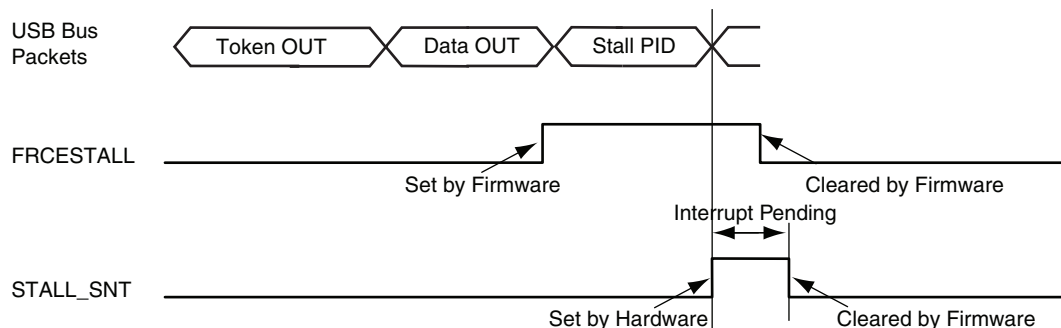 USB Bus
Packets
Token OUT
Data OUT
Stall PID
FRCESTALL
Set by Firmware
Cleared by Firmware
Interrupt Pending
STALL_SNT
Set by Hardware
Cleared by Firmware